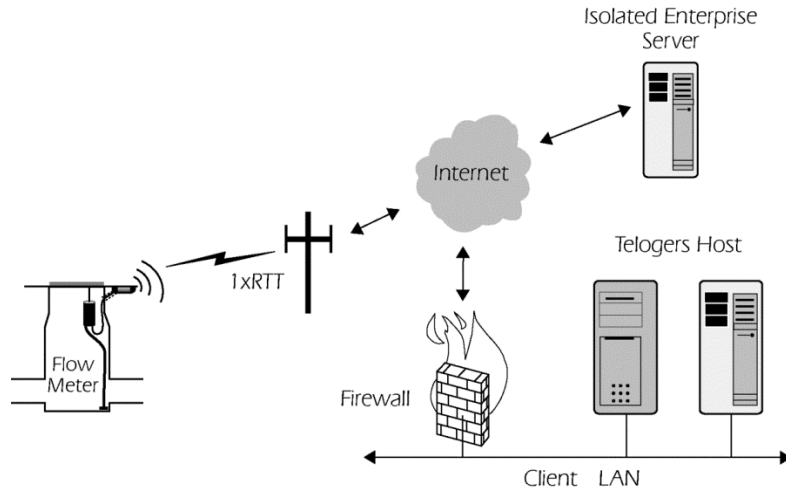 Isolated Enterprise
Server
Internet
Telogers Host
1xRTT
Flow
Meter
Firewall
Client LAN